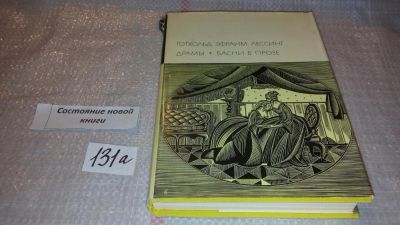 ГОТХОЛЬД ЭФРАИМ ЛЕССИНГ
ДРАМЫ • БАСНИ В ПРОЗЕ
Состояние новой
книги
131а